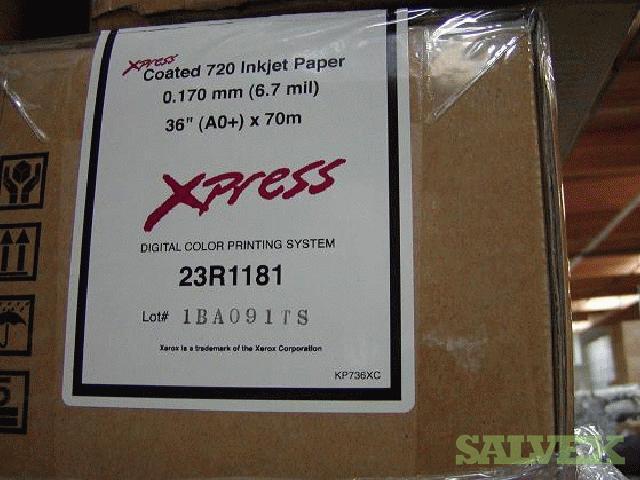 Xpress
Coated 720 Inkjet Paper
0.170 mm (6.7 mil)
36" (A0+) x 70m
Xpress
DIGITAL COLOR PRINTING SYSTEM
23R1181
Lot# 1BA091TS
Xerox is a trademark of the Xerox Corporation
KP736XC
5
SALVEX